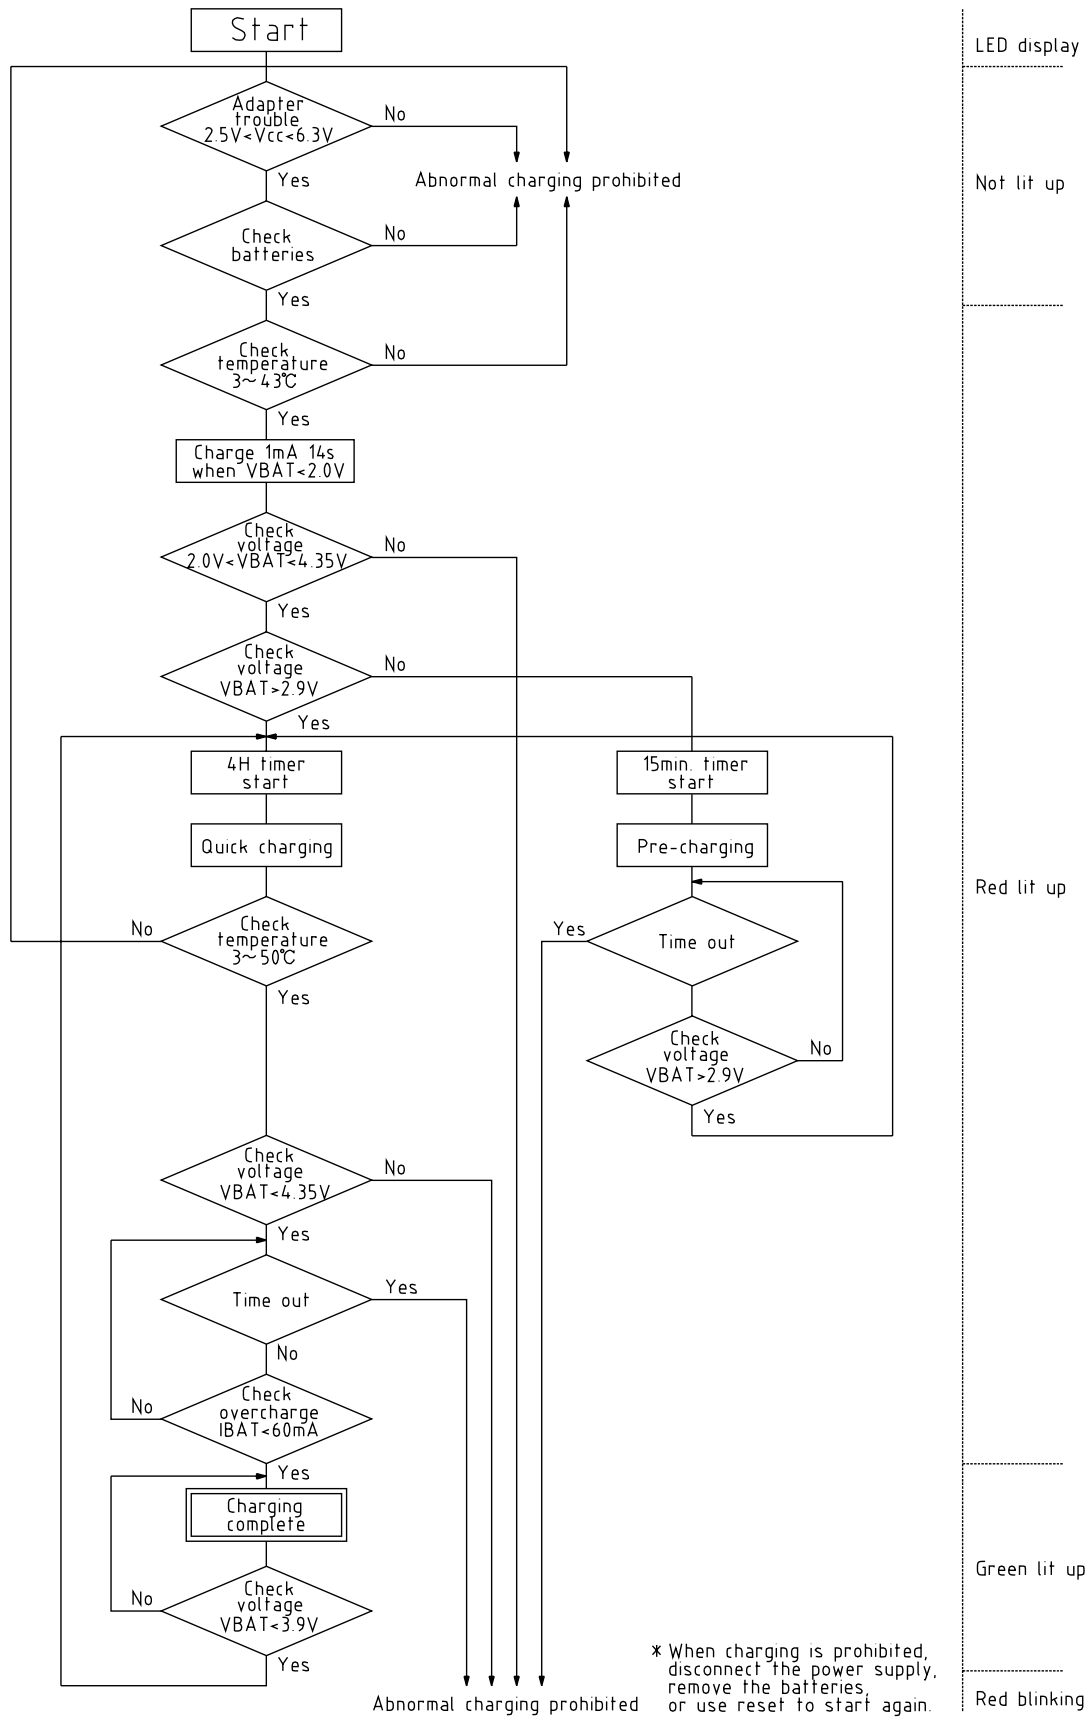 Start
LED display
Adapter
trouble
2.5V<Vcc<6.3V
No
Yes
Abnormal charging prohibited
Not lit up
Check
batteries
No
Yes
Check
temperature
3~43℃
No
Yes
Charge 1mA 14s
when VBAT<2.0V
Check
voltage
2.0V<VBAT<4.35V
No
Yes
Check
voltage
VBAT>2.9V
No
Yes
4H timer
start
15min. timer
start
Quick charging
Pre-charging
Red lit up
Check
temperature
3~50℃
No
Yes
Time out
Yes
Check
voltage
VBAT>2.9V
No
Yes
Check
voltage
VBAT<4.35V
No
Yes
Time out
Yes
No
Check
overcharge
IBAT<60mA
No
Yes
Charging
complete
Green lit up
Check
voltage
VBAT<3.9V
No
Yes
Abnormal charging prohibited
* When charging is prohibited,
disconnect the power supply,
remove the batteries,
or use reset to start again.
Red blinking